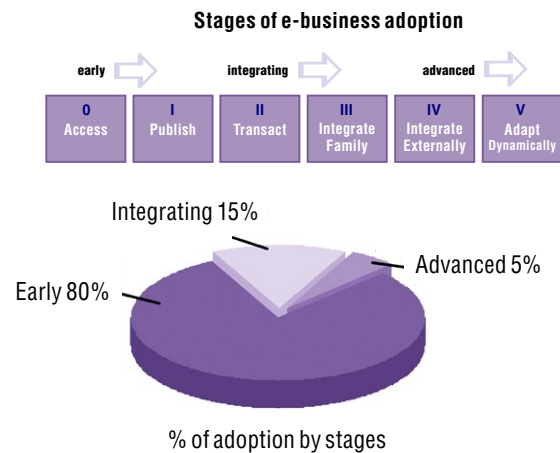 Stages of e-business adoption
early integrating advanced
0 I II III IV V
Access Publish Transact Integrate Family Integrate Externally Adapt Dynamically
Integrating 15%
Advanced 5%
Early 80%
% of adoption by stages